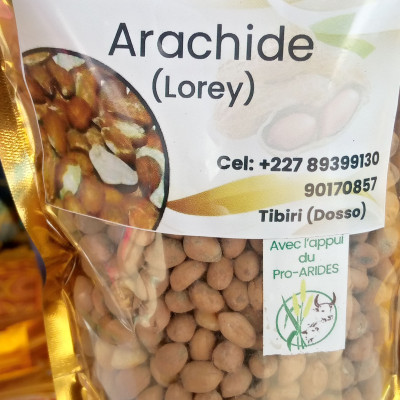 Arachide
(Lorey)
Cel: +227 89399130
90170857
Tibiri (Dosso)
Avec l'appui
du
Pro-ARIDES